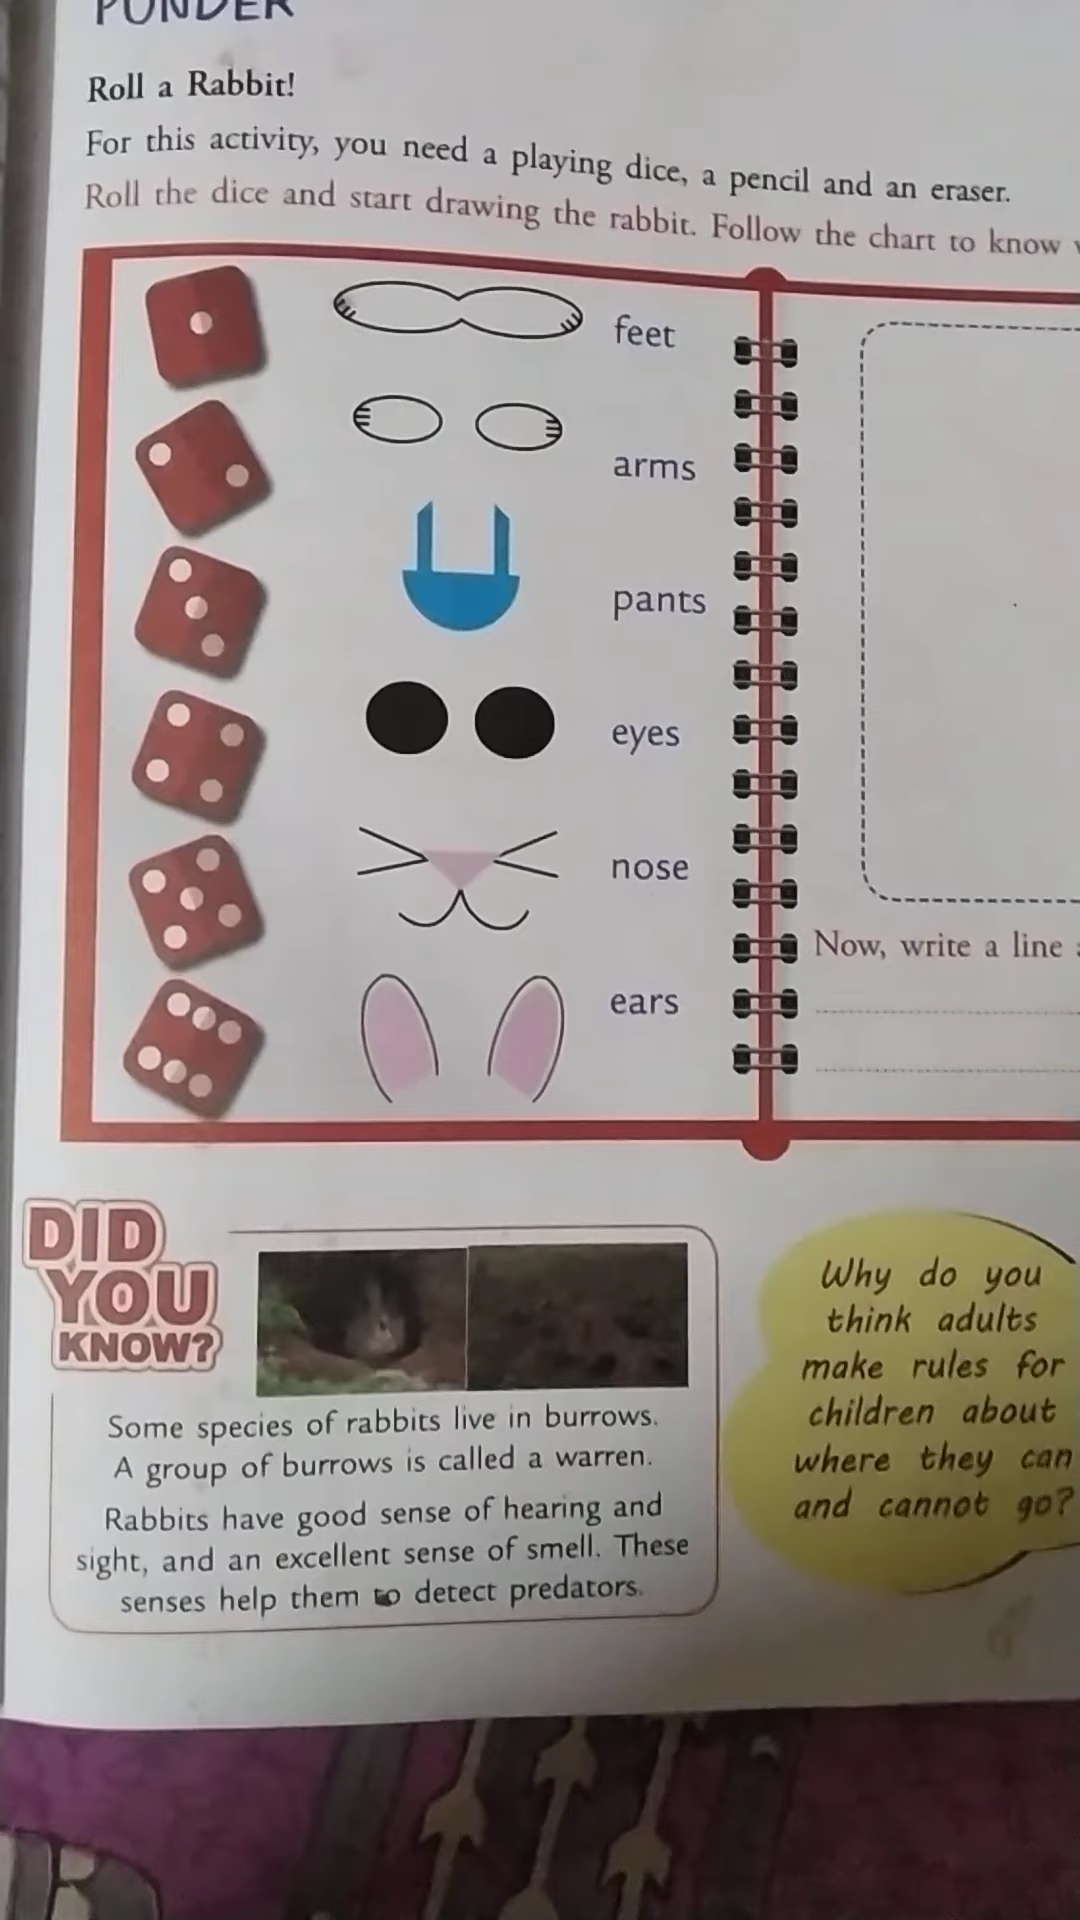 PONDER
Roll a Rabbit!
For this activity, you need a playing dice, a pencil and an eraser.
Roll the dice and start drawing the rabbit. Follow the chart to know
feet
arms
pants
eyes
nose
ears
Now, write a line
DID
YOU
KNOW?
Some species of rabbits live in burrows.
A group of burrows is called a warren.
Rabbits have good sense of hearing and
sight, and an excellent sense of smell. These
senses help them to detect predators.
Why do you
think adults
make rules for
children about
where they can
and cannot go?